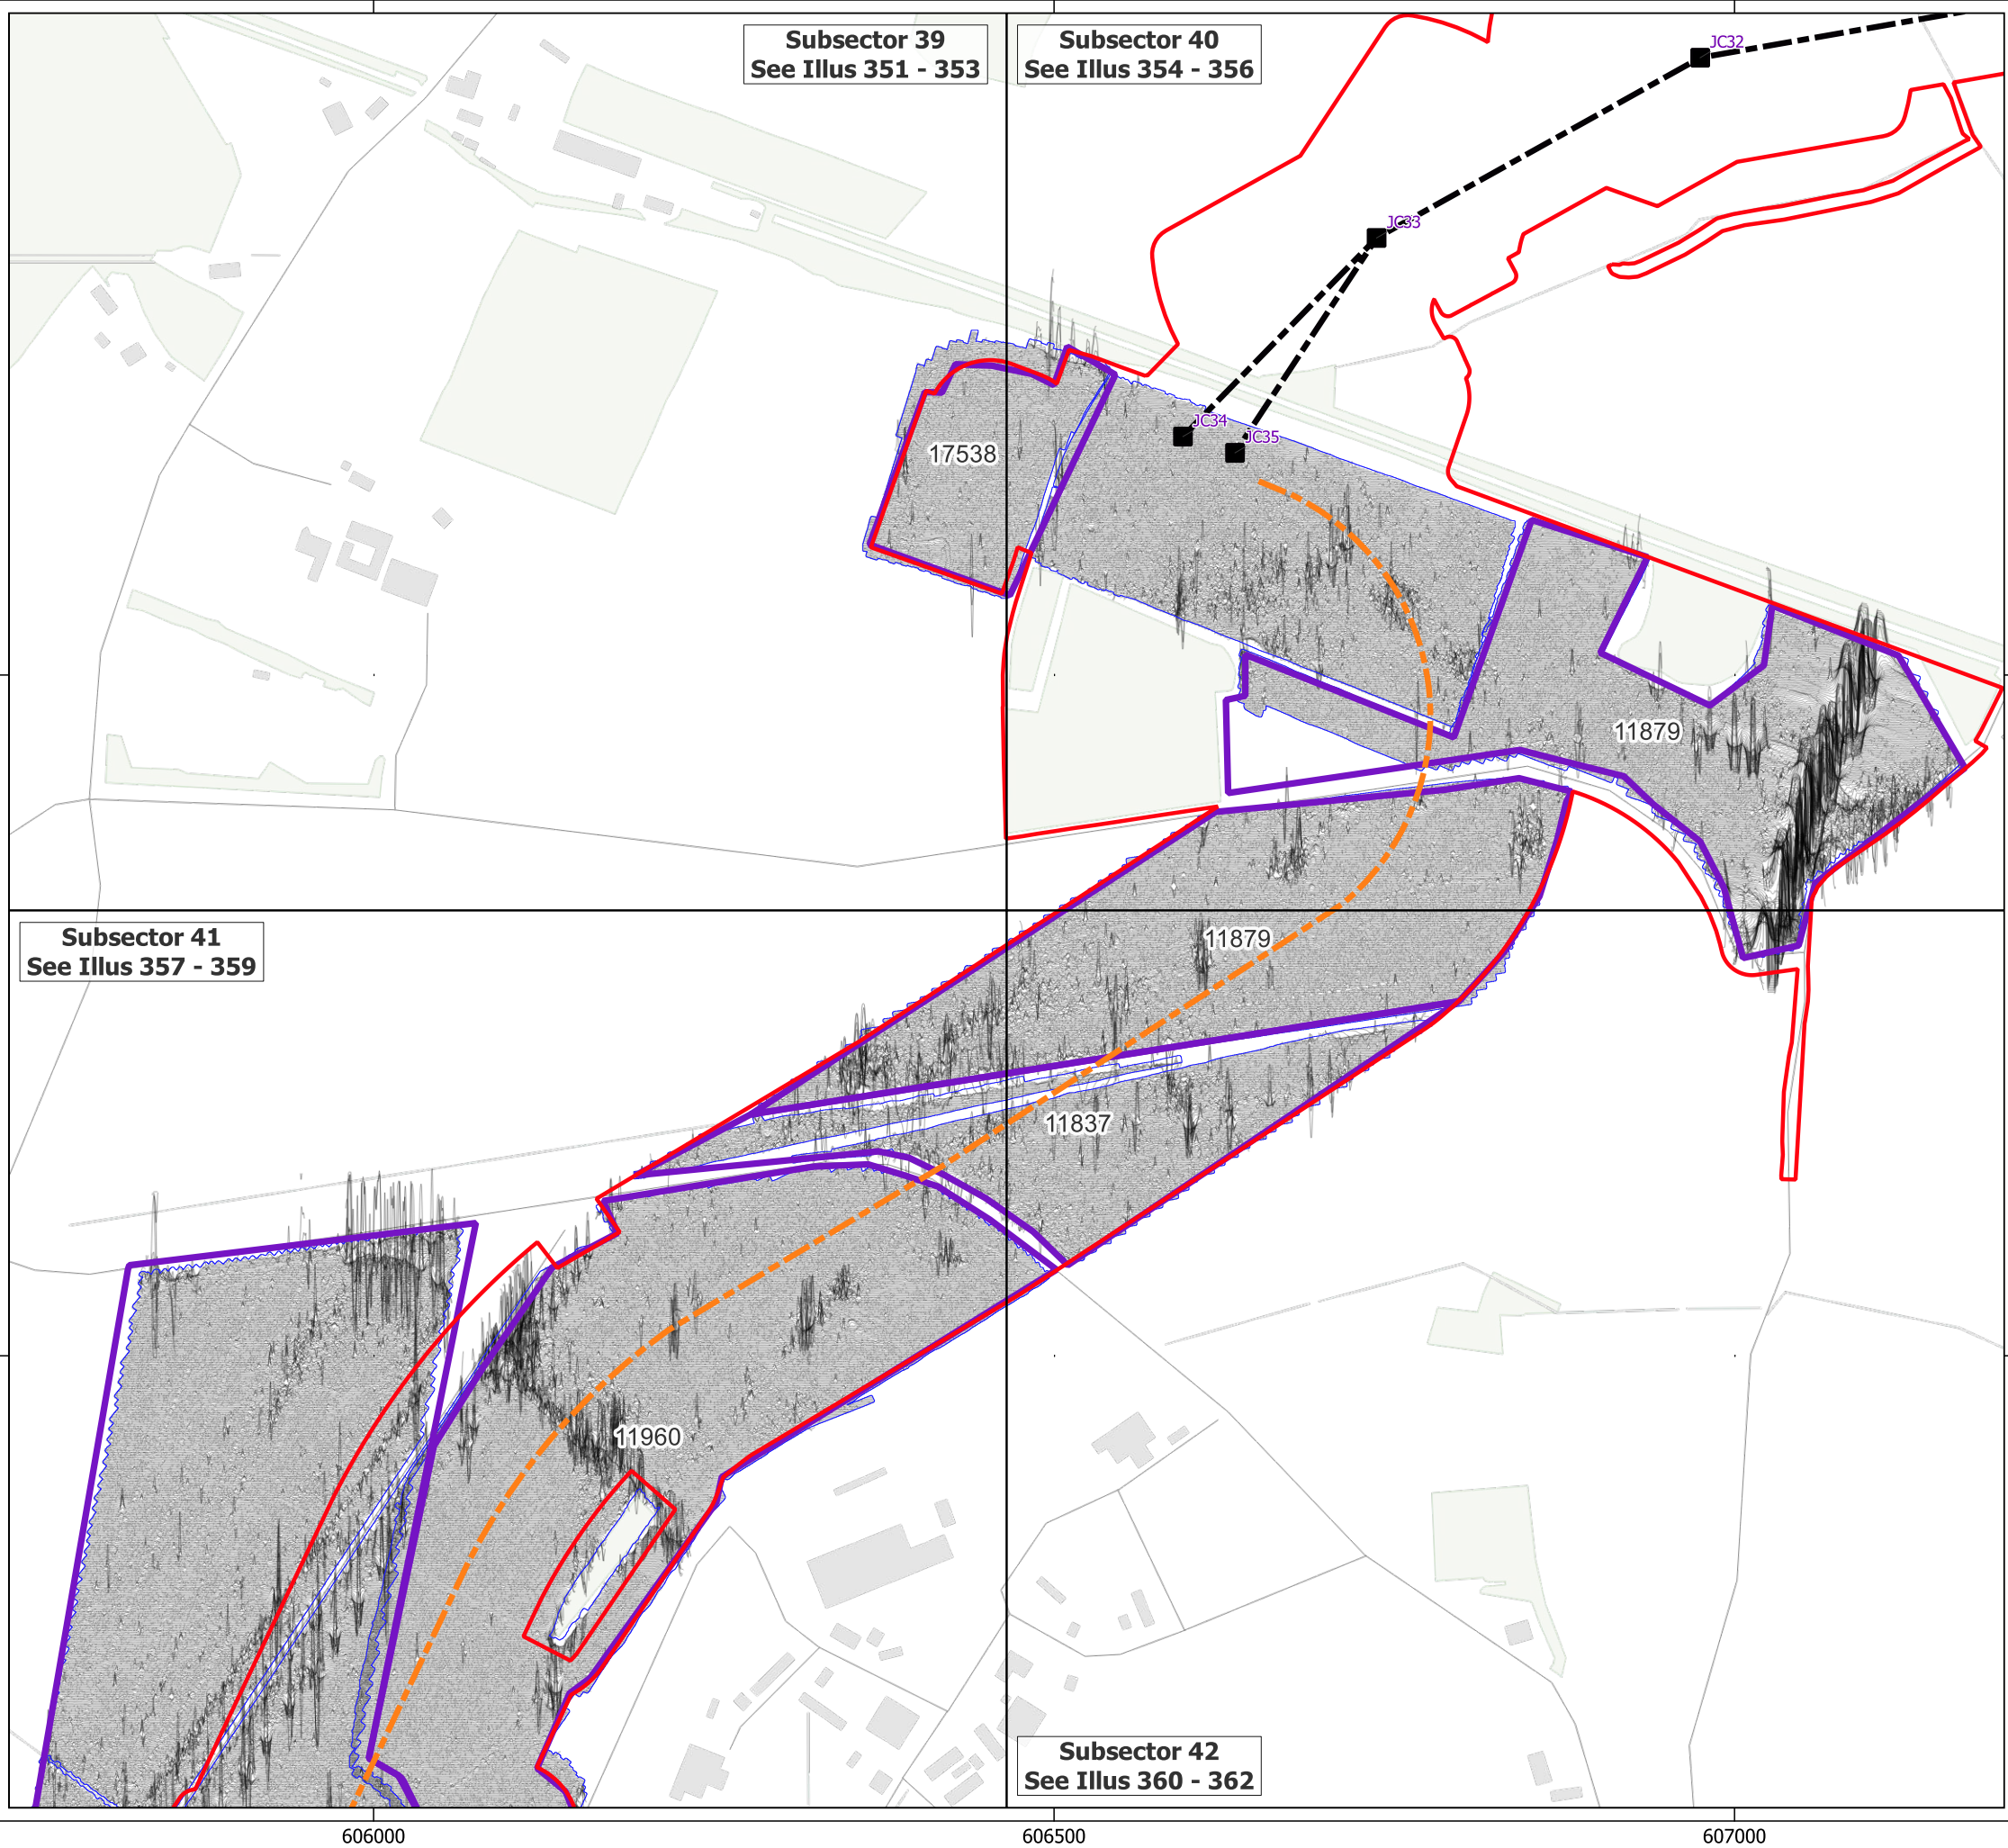 Subsector 39
See Illus 351 - 353
Subsector 40
See Illus 354 - 356
JC32
JC33
JC34
JC35
17538
11879
Subsector 41
See Illus 357 - 359
11879
11837
11960
Subsector 42
See Illus 360 - 362
606000
606500
607000